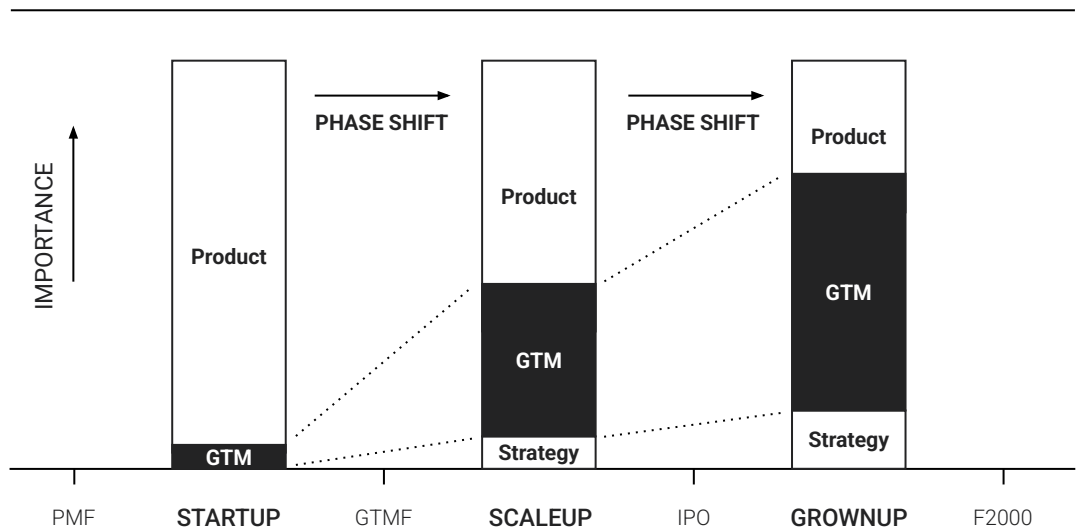 PHASE SHIFT
PHASE SHIFT
IMPORTANCE
Product
Product
Product
GTM
GTM
GTM
Strategy
Strategy
PMF
STARTUP
GTMF
SCALEUP
IPO
GROWNUP
F2000